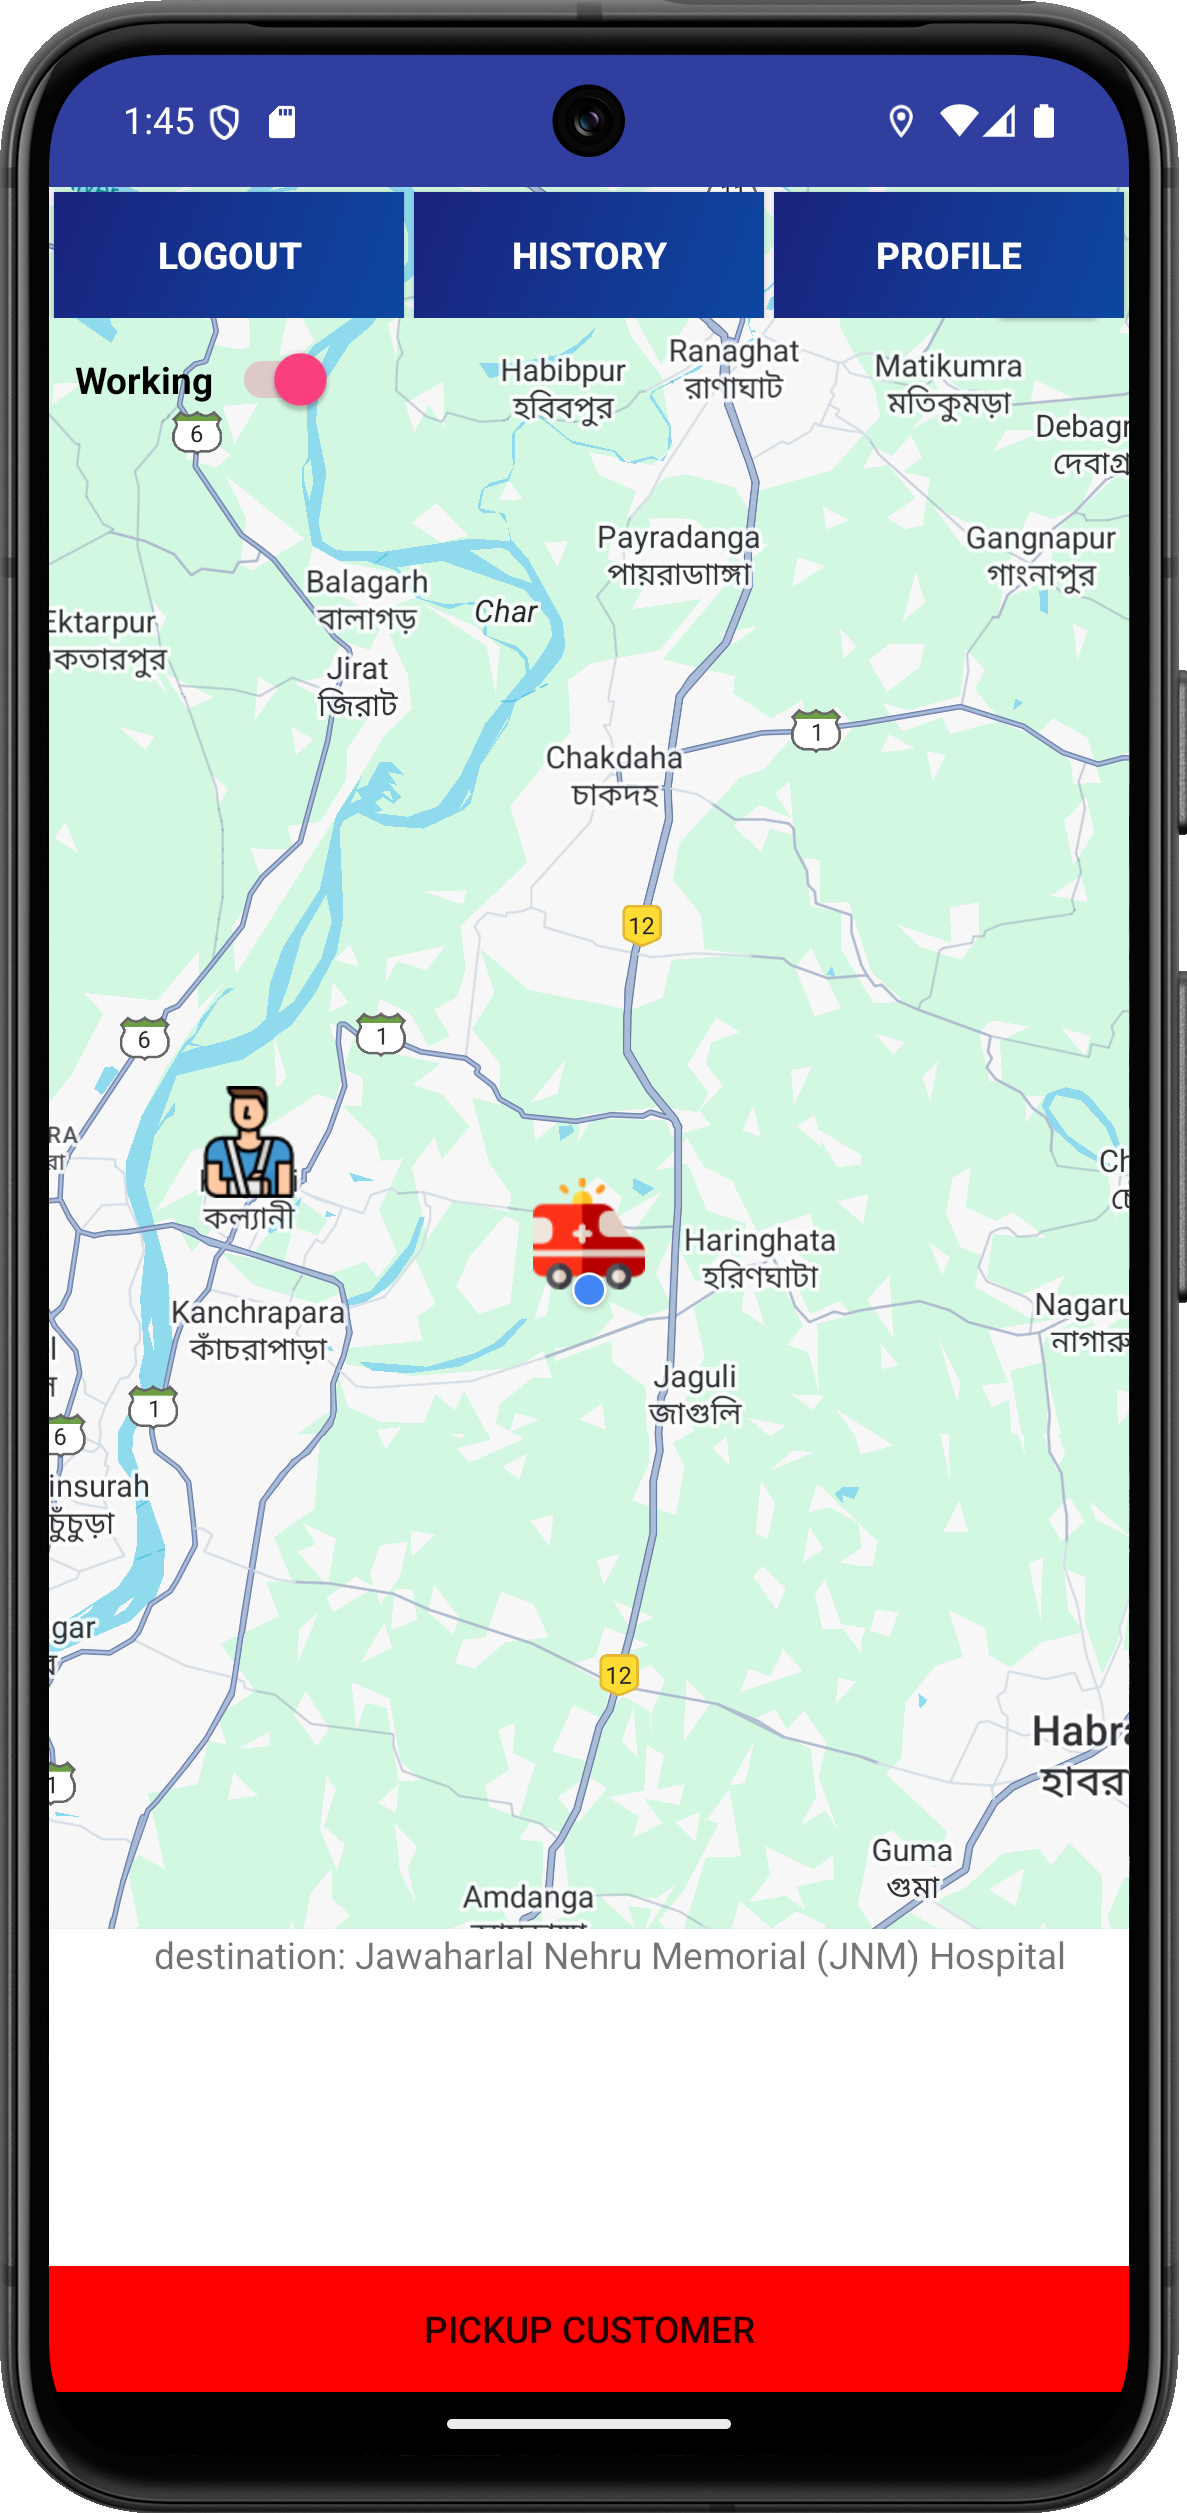 1:45
LOGOUT HISTORY PROFILE
Working
6
Habibpur
হবিবপুর
Ranaghat
রাণাঘাট
Matikumra
মতিকুমড়া
Debagr
দেবাগ্র
Payradanga
পায়রাডাঙ্গা
Gangnapur
গাংনাপুর
Balagarh
বালাগড়
Char
Ektarpur
কতারপুর
Jirat
জিরাট
1
Chakdaha
চাকদহ
12
6
1
RA
রা
কল্যানী
Haringhata
হরিণঘাটা
Kanchrapara
কাঁচরাপাড়া
Nagaru
নাগারু
Jaguli
জাগুলি
1
6
insurah
চুঁচুড়া
gar
12
Habra
হাবর
1
Guma
গুমা
Amdanga
destination: Jawaharlal Nehru Memorial (JNM) Hospital
PICKUP CUSTOMER